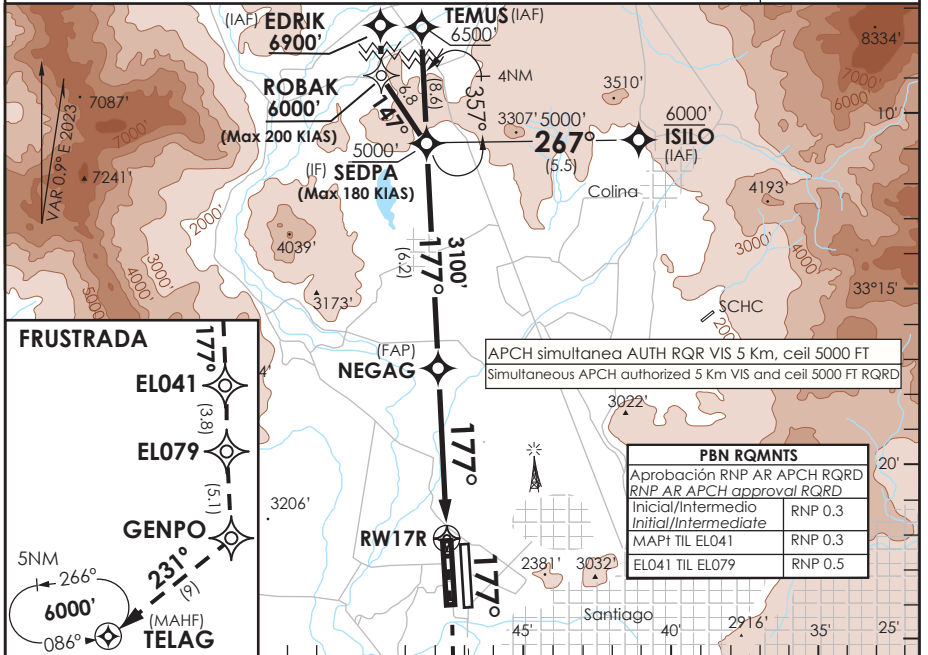 (IAF) EDRIK
6900'
TEMUS (IAF)
6500'
8334'
7000'
6000'
ROBAK
6000'
(Max 200 KIAS)
147°
6.8
(8.6)
357°
4NM
3510'
10'
7087'
7000'
VAR 0.9° E 2023
7241'
3307'
5000'
267°
(5.5)
6000'
ISILO
(IAF)
5000'
(IF) SEDPA
(Max 180 KIAS)
Colina
4193'
2000'
3000'
4000'
5000
4039'
3173'
3100'
177°
(6.2)
3000'
4000'
33°15'
SCHC
200
(FAP)
NEGAG
APCH simultanea AUTH RQR VIS 5 Km, ceil 5000 FT
Simultaneous APCH authorized 5 Km VIS and ceil 5000 FT RQRD
3022'
177°
20'
3206'
RW17R
177°
2381'
3032'
Santiago
2916'
45'
40'
35'
25'
PBN RQMNTS
Aprobación RNP AR APCH RQRD
RNP AR APCH approval RQRD
Inicial/Intermedio
Initial/Intermediate
RNP 0.3
MAPt TIL EL041
RNP 0.3
EL041 TIL EL079
RNP 0.5
FRUSTRADA
177°
4'
EL041
(3.8)
EL079
(5.1)
GENPO
231°
(9)
5NM
266°
6000'
086°
(MAHF)
TELAG